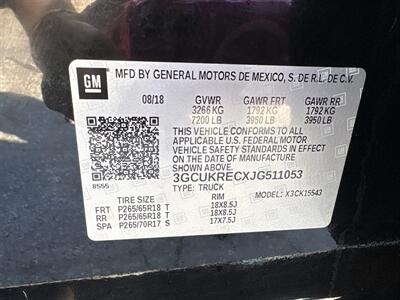 GM
MFD BY GENERAL MOTORS DE MEXICO, S. DE R.L. DE C.V.
08/18 GVWR GAWR FRT GAWR RR
3266 KG 1792 KG 1792 KG
7200 LB 3950 LB 3950 LB
THIS VEHICLE CONFORMS TO ALL
APPLICABLE U.S. FEDERAL MOTOR
VEHICLE SAFETY STANDARDS IN EFFECT
ON THE DATE OF MANUFACTURE SHOWN ABOVE.
3GCUKRECXJG511053
8555 TYPE: TRUCK MODEL: X3CK15543
TIRE SIZE RIM
FRT P265/65R18 T 18X8.5J
RR P265/65R18 T 18X8.5J
SPA P265/70R17 S 17X7.5J